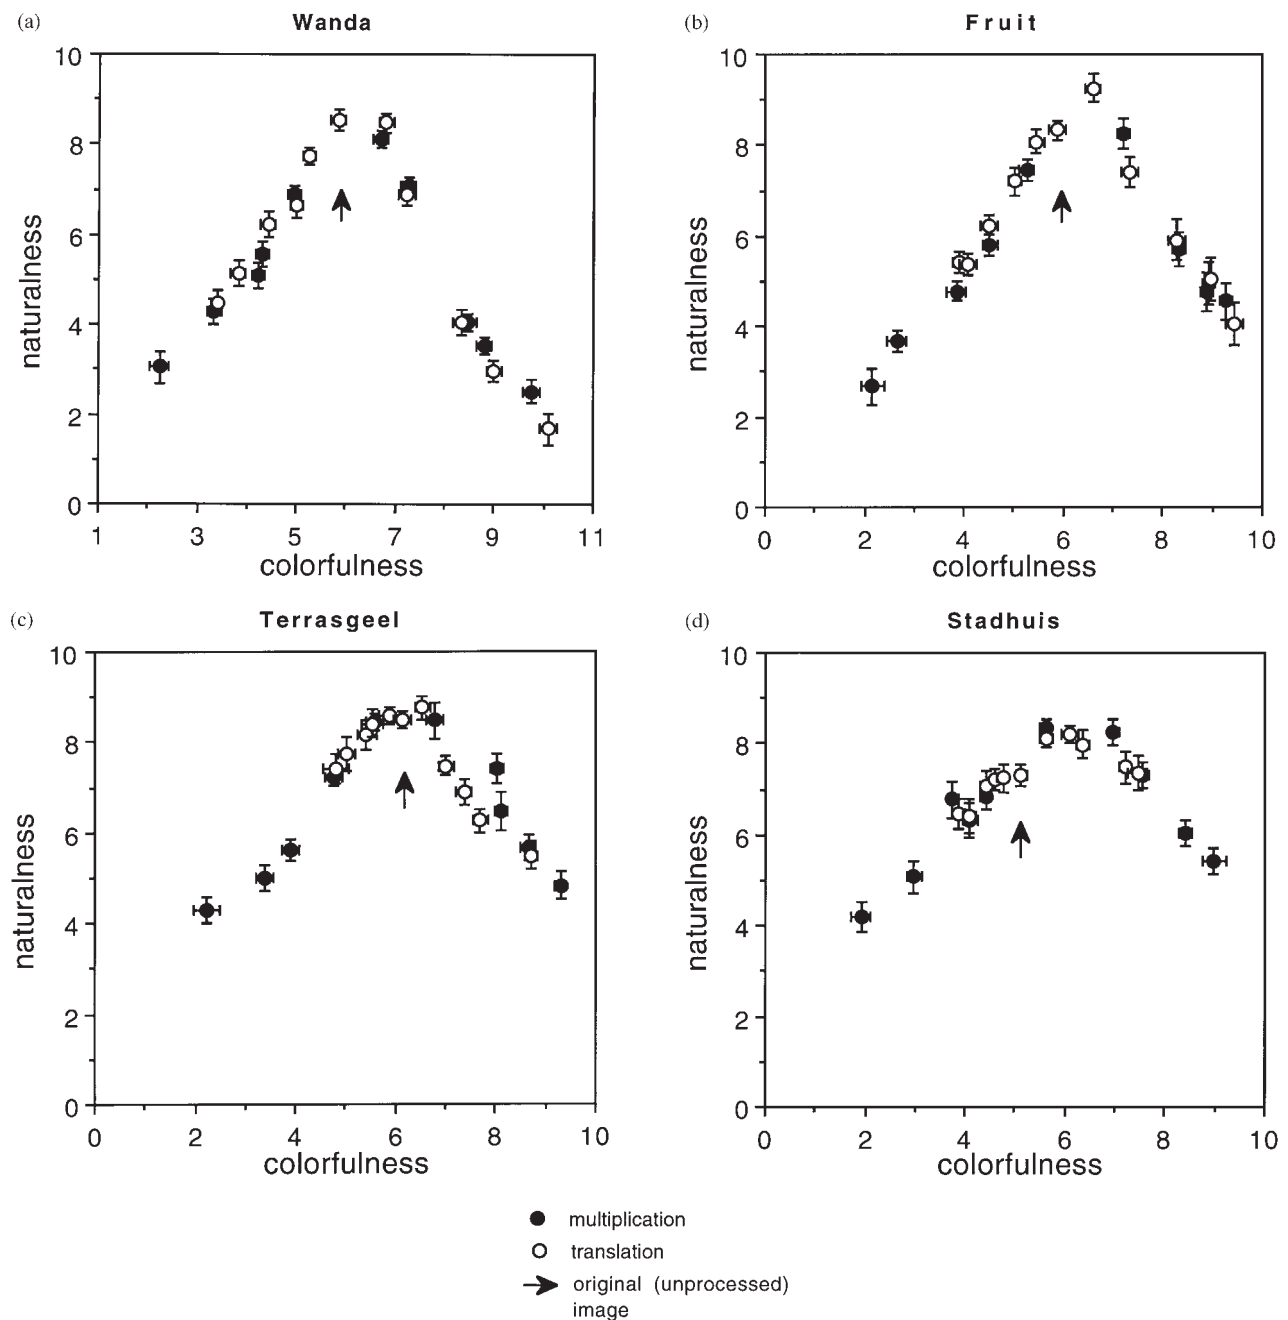 (a) Wanda
10
8
6
4
2
0
naturalness
1 3 5 7 9 11
colorfulness
(b) Fruit
10
8
6
4
2
0
naturalness
0 2 4 6 8 10
colorfulness
(c) Terrasgeel
10
8
6
4
2
0
naturalness
0 2 4 6 8 10
colorfulness
(d) Stadhuis
10
8
6
4
2
0
naturalness
0 2 4 6 8 10
colorfulness
multiplication
translation
original (unprocessed)
image